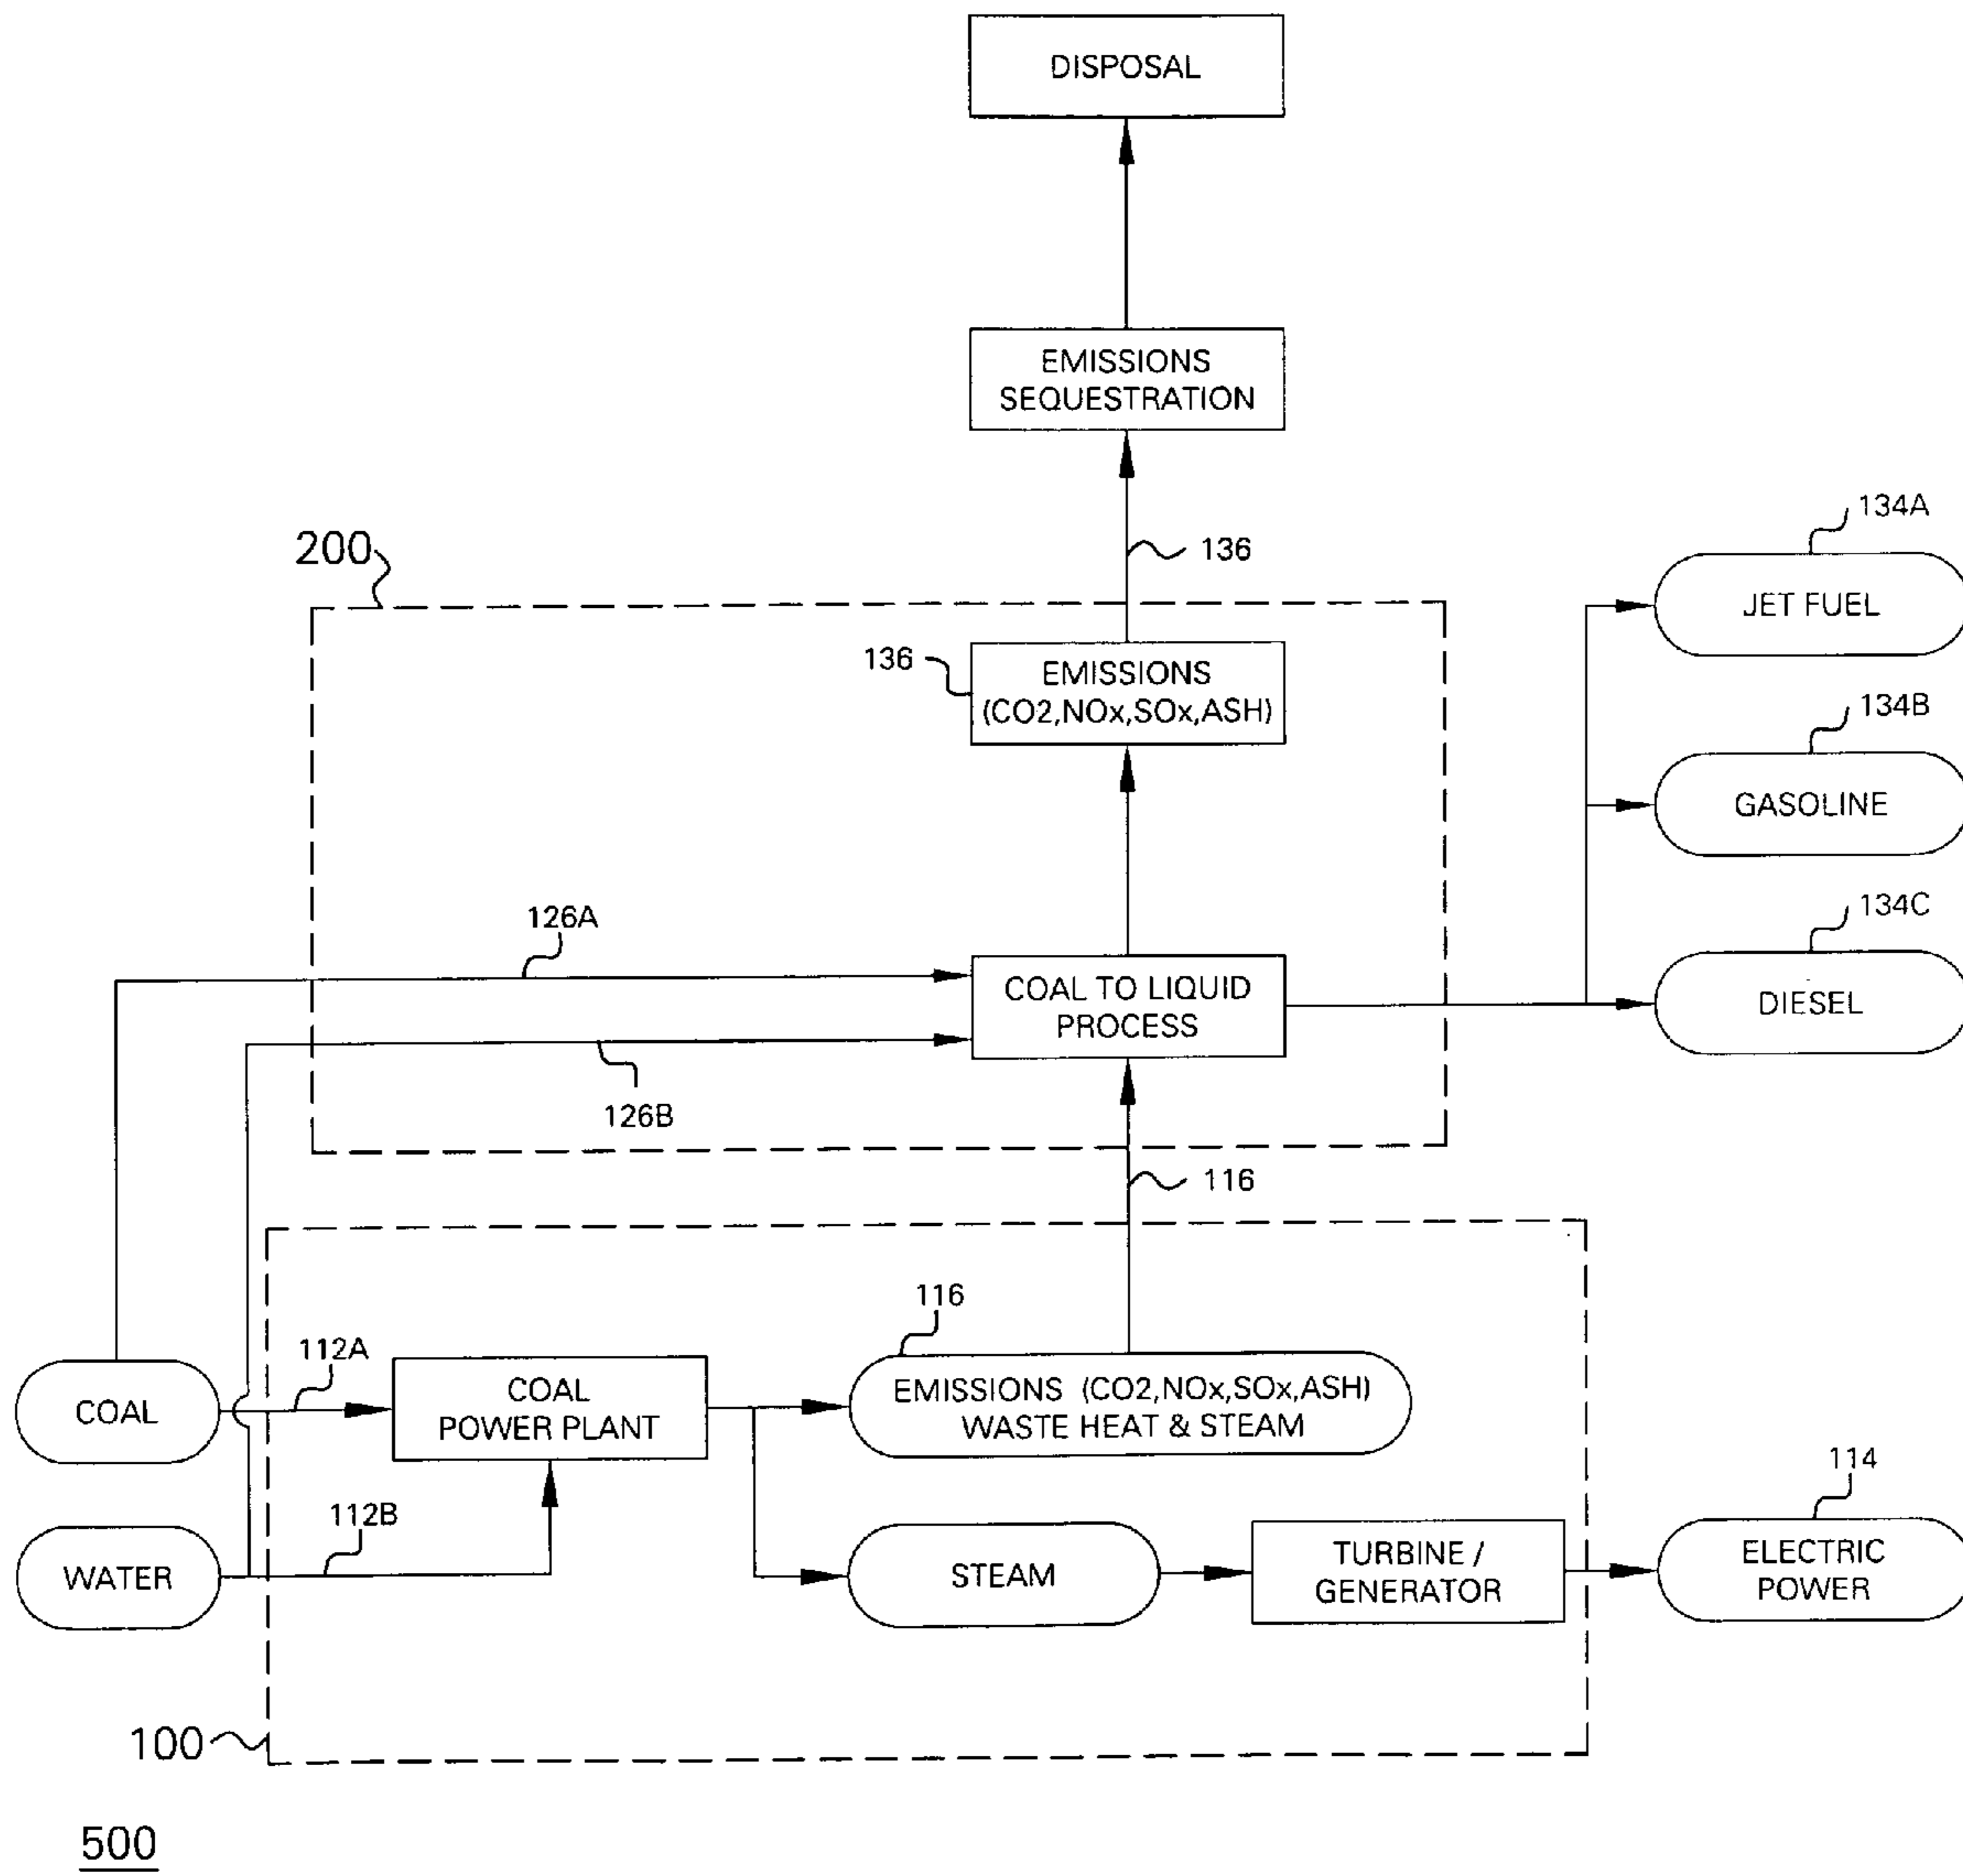 DISPOSAL
EMISSIONS
SEQUESTRATION
136
200
134A
JET FUEL
136
EMISSIONS
(CO2,NOx,SOx,ASH)
134B
GASOLINE
126A
134C
COAL TO LIQUID
PROCESS
DIESEL
126B
116
116
112A
COAL
COAL
POWER PLANT
EMISSIONS (CO2,NOx,SOx,ASH)
WASTE HEAT & STEAM
112B
114
WATER
STEAM
TURBINE /
GENERATOR
ELECTRIC
POWER
100
500